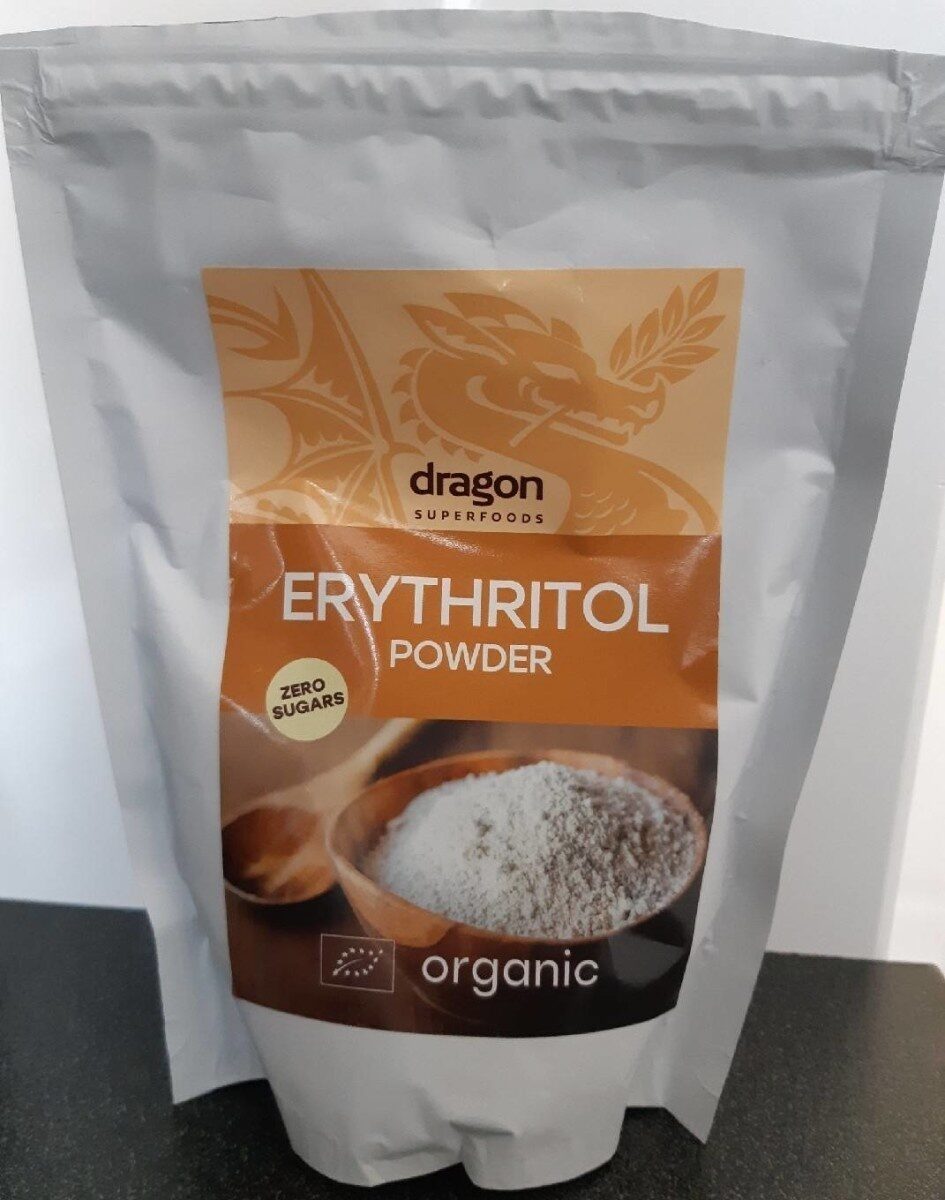 dragon
SUPERFOODS
ERYTHRITOL
POWDER
ZERO
SUGARS
organic